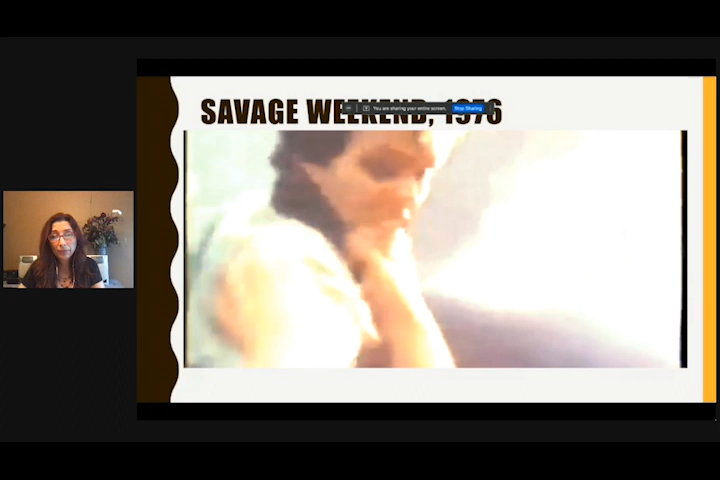 SAVAGE WEEKEND, 1976
You are sharing your entire screen. Stop Sharing